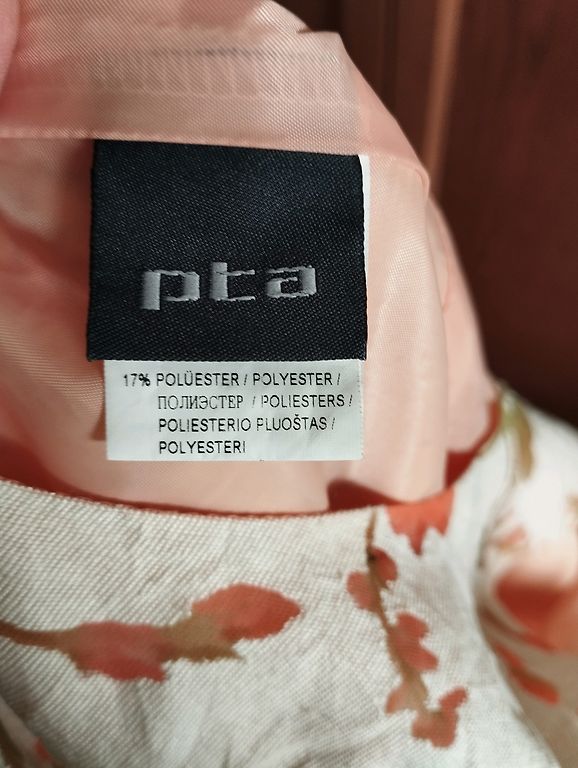 pta
17% POLÜESTER / POLYESTER /
ПОЛИЭСТЕР / POLIESTERS /
POLIESTERIO PLUOŠTAS /
POLYESTERI